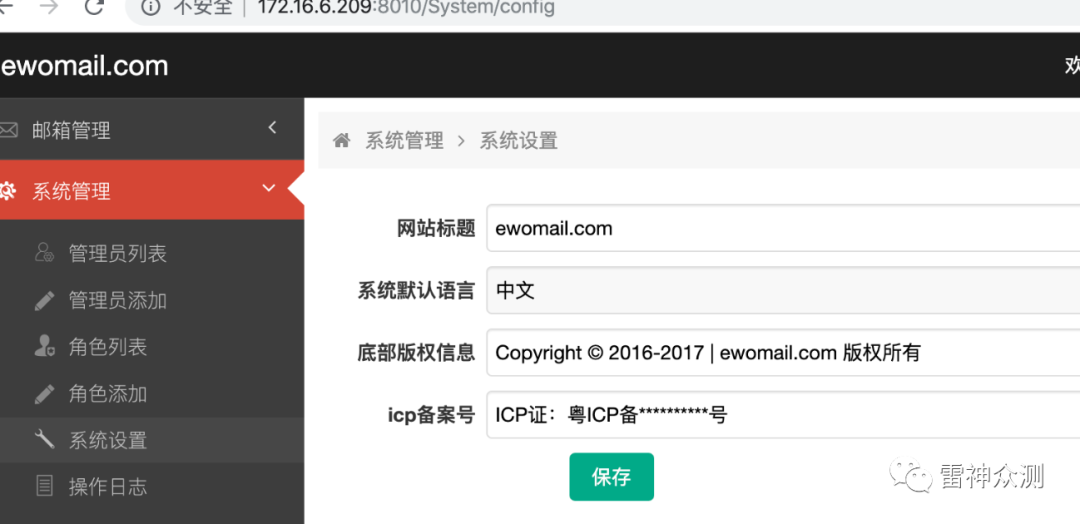 不安全 | 172.16.6.209:8010/System/config
ewomail.com
欢
邮箱管理
系统管理
管理员列表
管理员添加
角色列表
角色添加
系统设置
操作日志
系统管理 > 系统设置
网站标题 ewomail.com
系统默认语言 中文
底部版权信息 Copyright © 2016-2017 | ewomail.com 版权所有
icp备案号 ICP证：粤ICP备**********号
保存
雷神众测